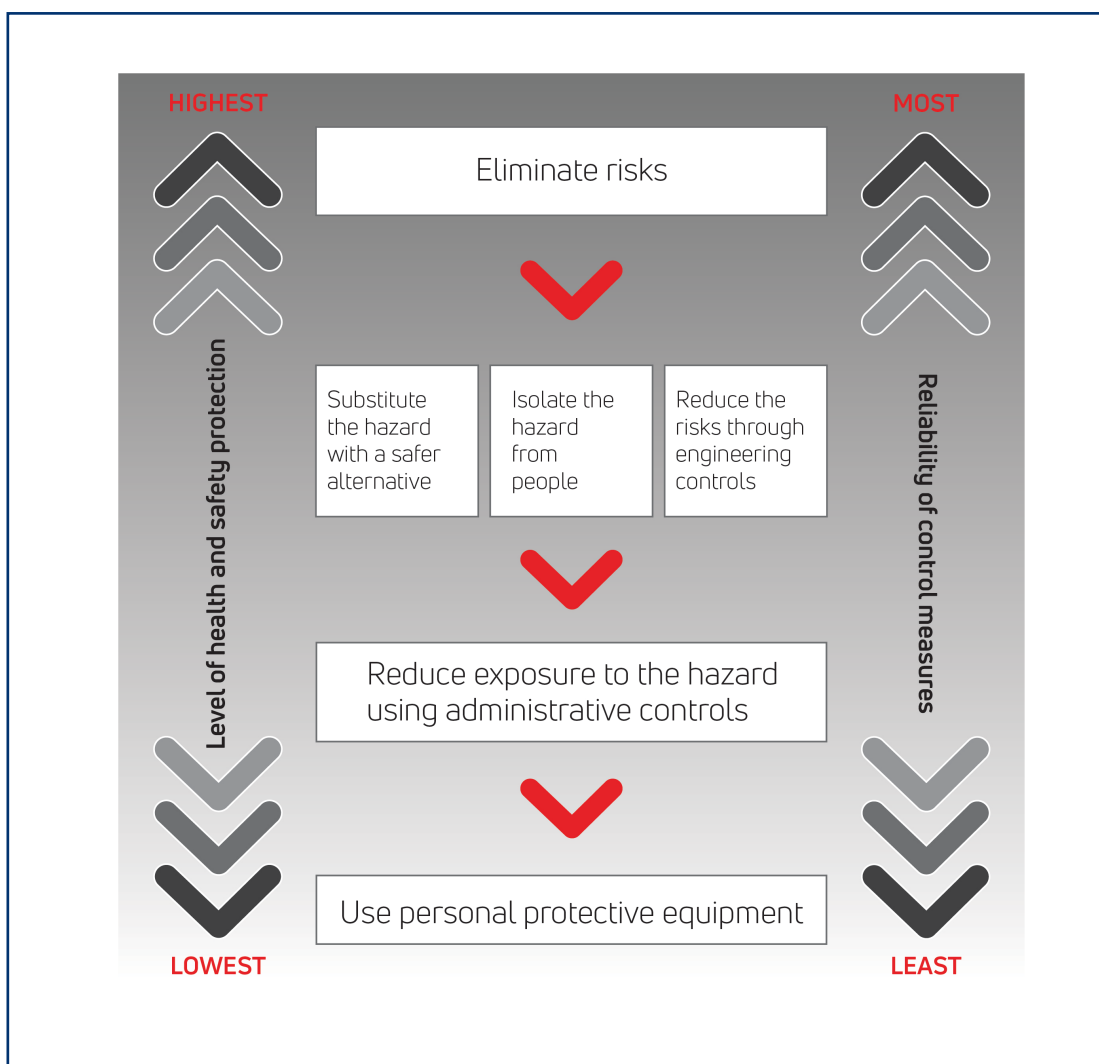 HIGHEST
MOST
Eliminate risks
Substitute
the hazard
with a safer
alternative
Isolate the
hazard
from
people
Reduce the
risks through
engineering
controls
Level of health and safety protection
Reliability of control measures
Reduce exposure to the hazard
using administrative controls
Use personal protective equipment
LOWEST
LEAST